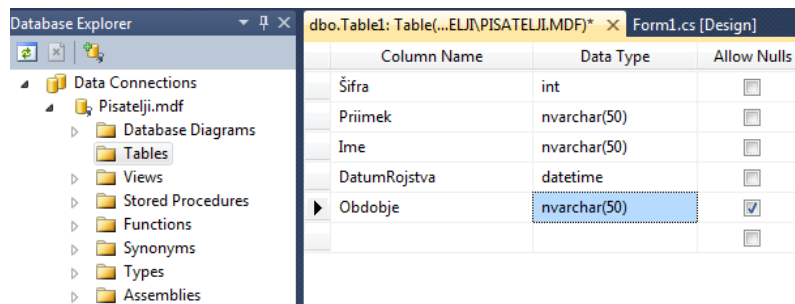 Database Explorer
dbo.Table1: Table(...ELJI\PISATELJI.MDF)*
Form1.cs [Design]
Column Name Data Type Allow Nulls
Data Connections
Pisatelji.mdf
Database Diagrams
Tables
Views
Stored Procedures
Functions
Synonyms
Types
Assemblies
Šifra int
Priimek nvarchar(50)
Ime nvarchar(50)
DatumRojstva datetime
Obdobje nvarchar(50)